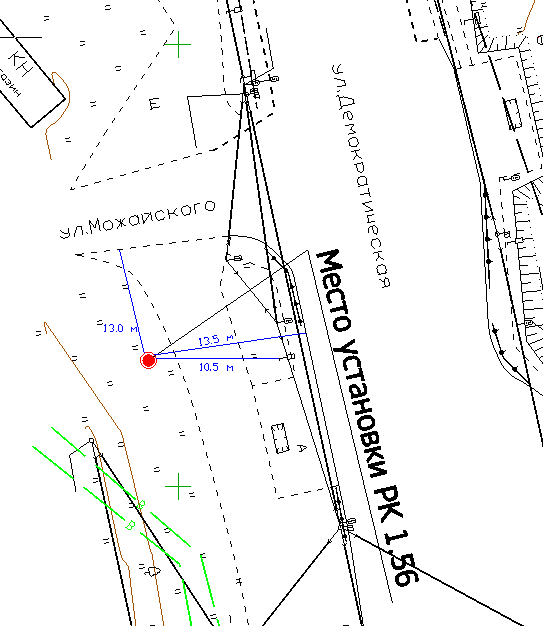 КН
Е
ул.Демократическая
ул.Можайского
Место установки РК 1.56
13.0 м
13.5 м
10.5 м
А
В
В